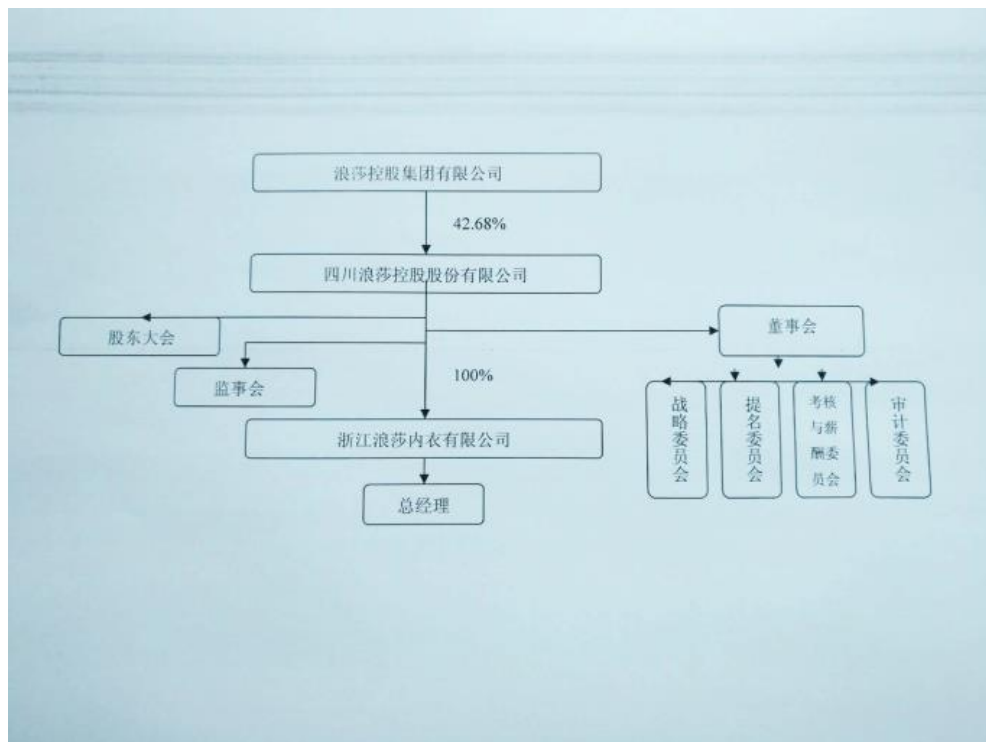 浪莎控股集团有限公司
42.68%
四川浪莎控股股份有限公司
股东大会
董事会
监事会
100%
战略委员会
提名委员会
考核
与薪
酬委
员会
审计委员会
浙江浪莎内衣有限公司
总经理